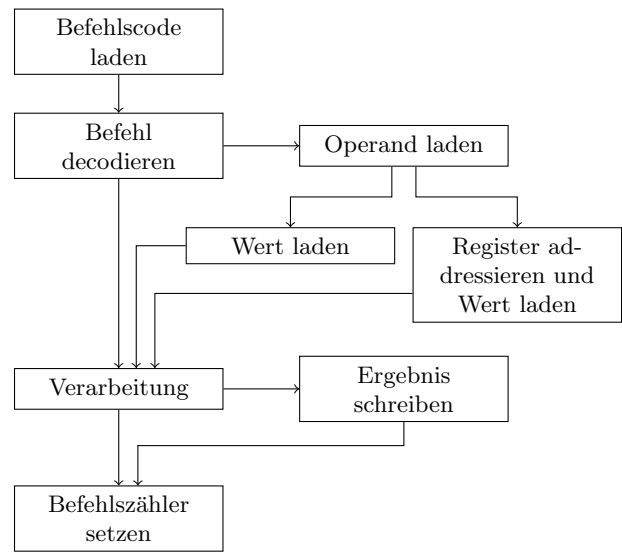 Befehlscode
laden
Befehl
decodieren
Operand laden
Wert laden
Register ad-
dressieren und
Wert laden
Verarbeitung
Ergebnis
schreiben
Befehlszähler
setzen